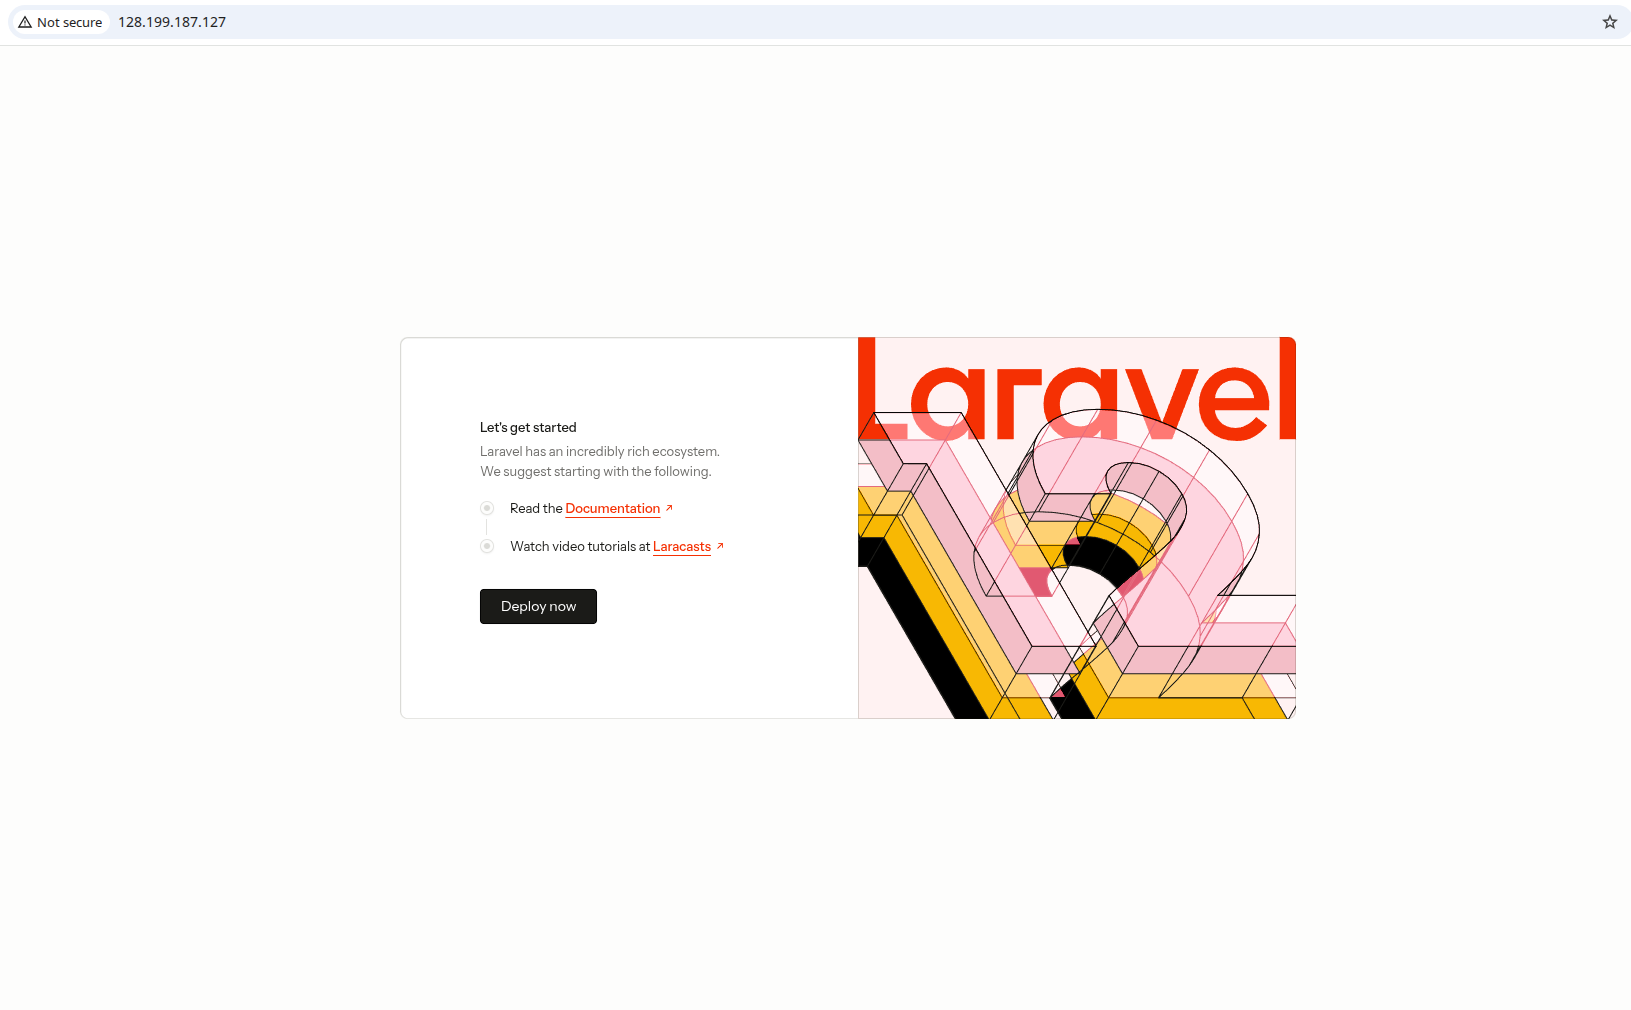 Not secure 128.199.187.127
Let's get started
Laravel has an incredibly rich ecosystem.
We suggest starting with the following.
Read the Documentation
Watch video tutorials at Laracasts
Deploy now
Laravel